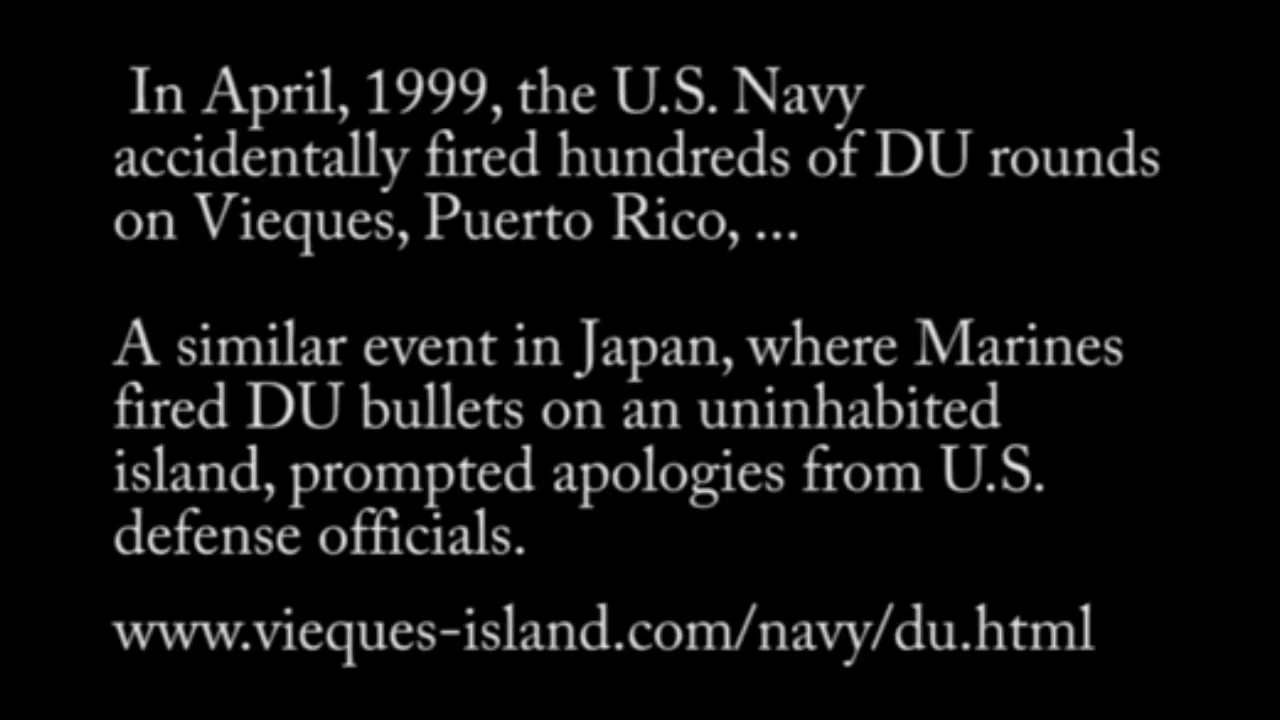 In April, 1999, the U.S. Navy
accidentally fired hundreds of DU rounds
on Vieques, Puerto Rico, ...
A similar event in Japan, where Marines
fired DU bullets on an uninhabited
island, prompted apologies from U.S.
defense officials.
www.vieques-island.com/navy/du.html